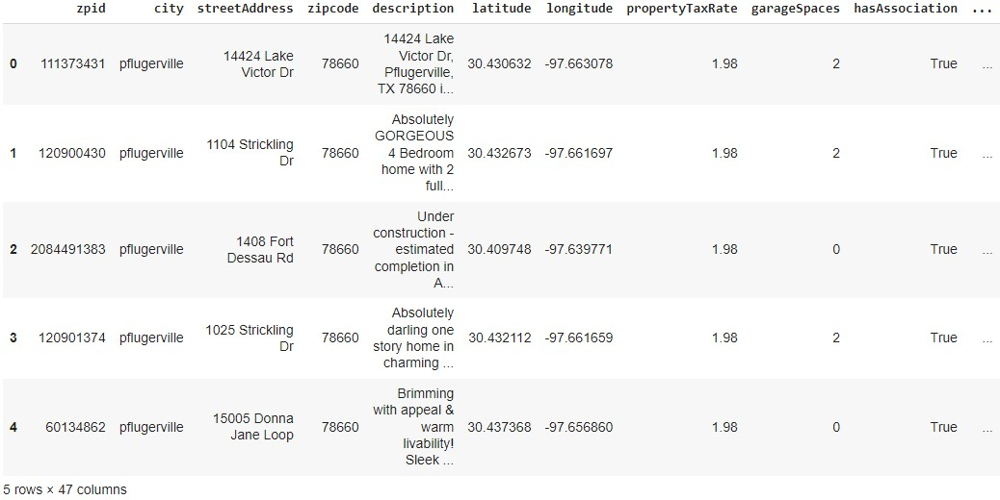 zpid city streetAddress zipcode description latitude longitude propertyTaxRate garageSpaces hasAssociation ...
0 111373431 pflugerville 14424 Lake Victor Dr 78660 14424 Lake Victor Dr, Pflugerville, TX 78660 i... 30.430632 -97.663078 1.98 2 True ...
1 120900430 pflugerville 1104 Strickling Dr 78660 Absolutely GORGEOUS 4 Bedroom home with 2 full... 30.432673 -97.661697 1.98 2 True ...
2 2084491383 pflugerville 1408 Fort Dessau Rd 78660 Under construction - estimated completion in A... 30.409748 -97.639771 1.98 0 True ...
3 120901374 pflugerville 1025 Strickling Dr 78660 Absolutely darling one story home in charming ... 30.432112 -97.661659 1.98 2 True ...
4 60134862 pflugerville 15005 Donna Jane Loop 78660 Brimming with appeal & warm livability! Sleek ... 30.437368 -97.656860 1.98 0 True ...
5 rows × 47 columns